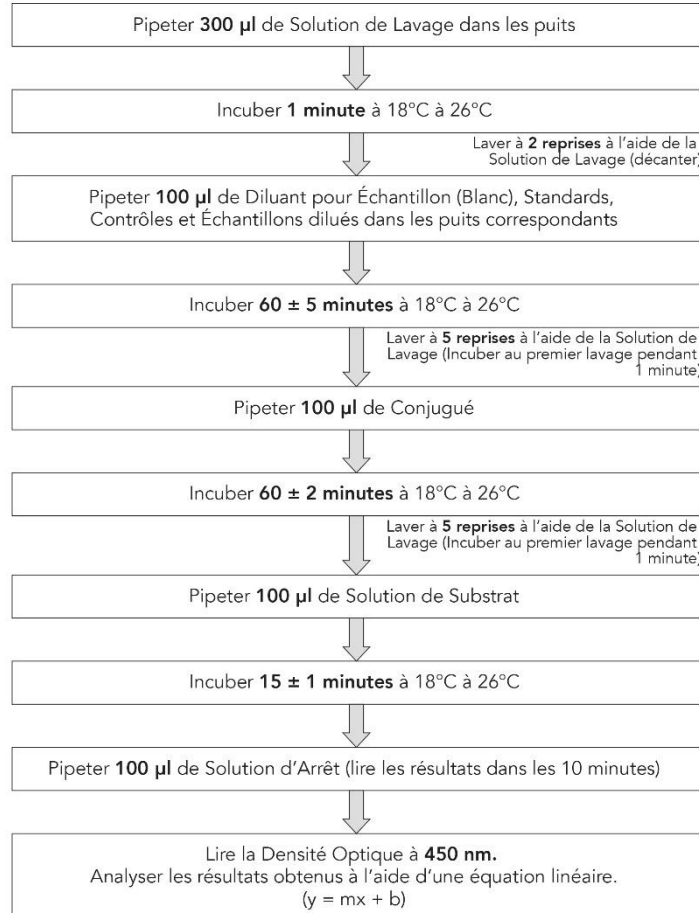 Pipeter 300 µl de Solution de Lavage dans les puits
Incuber 1 minute à 18°C à 26°C
Laver à 2 reprises à l'aide de la
Solution de Lavage (décanter)
Pipeter 100 µl de Diluant pour Échantillon (Blanc), Standards,
Contrôles et Échantillons dilués dans les puits correspondants
Incuber 60 ± 5 minutes à 18°C à 26°C
Laver à 5 reprises à l'aide de la Solution de
Lavage (Incuber au premier lavage pendant
1 minute)
Pipeter 100 µl de Conjugué
Incuber 60 ± 2 minutes à 18°C à 26°C
Laver à 5 reprises à l'aide de la Solution de
Lavage (Incuber au premier lavage pendant
1 minute)
Pipeter 100 µl de Solution de Substrat
Incuber 15 ± 1 minutes à 18°C à 26°C
Pipeter 100 µl de Solution d'Arrêt (lire les résultats dans les 10 minutes)
Lire la Densité Optique à 450 nm.
Analyser les résultats obtenus à l'aide d'une équation linéaire.
(y = mx + b)